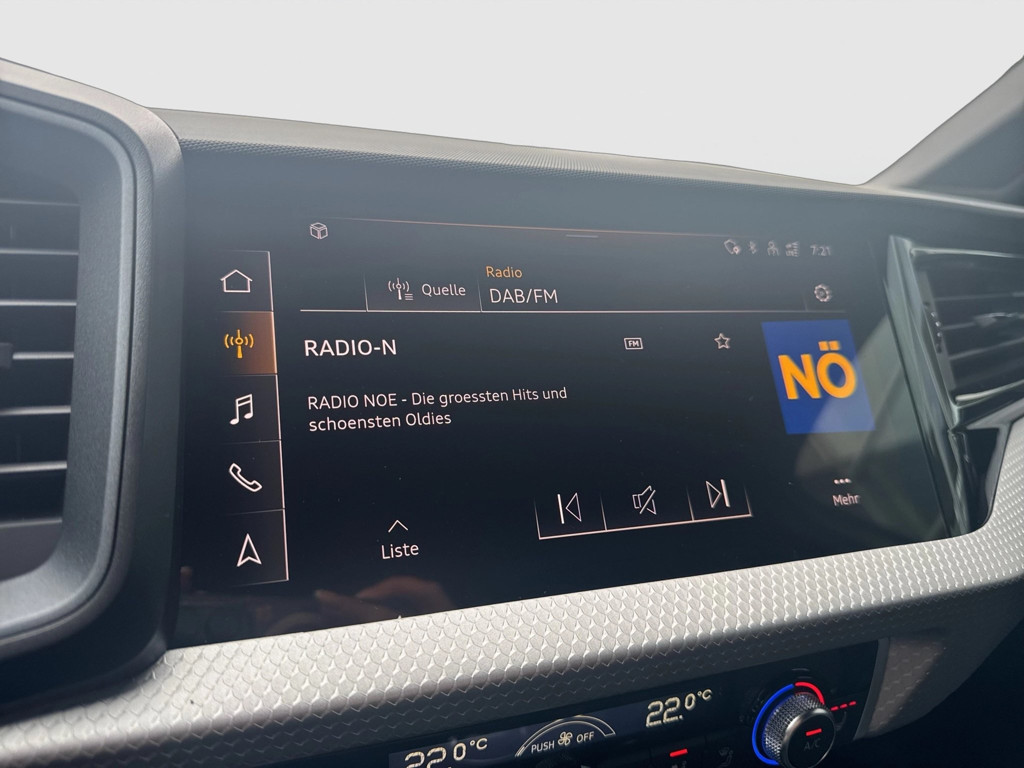 7:21
Radio
Quelle
DAB/FM
RADIO-N
FM
NÖ
RADIO NOE - Die groessten Hits und
schoensten Oldies
Liste
Mehr
22.0°C
PUSH OFF
22.0°C
A/C